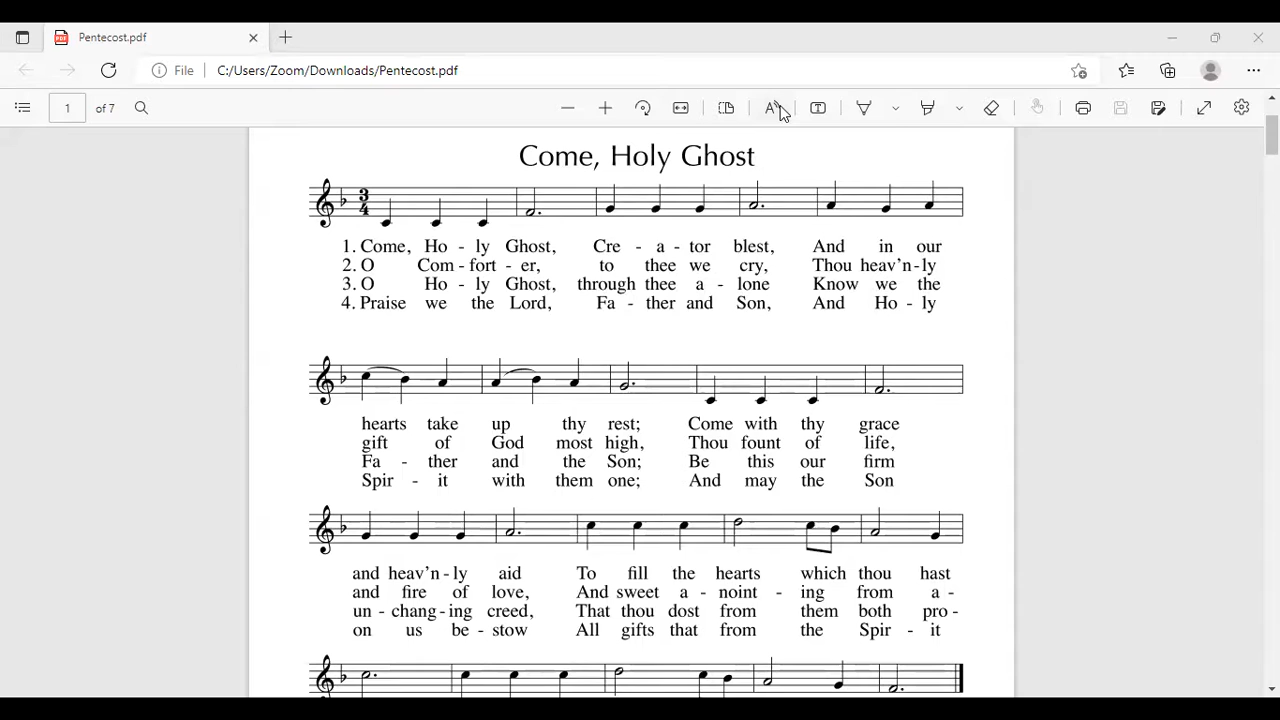 Pentecost.pdf
File C:/Users/Zoom/Downloads/Pentecost.pdf
1 of 7
Come, Holy Ghost
3
4
1. Come, Ho - ly Ghost, Cre - a - tor blest, And in our
2. O Com - fort - er, to thee we cry, Thou heav'n - ly
3. O Ho - ly Ghost, through thee a - lone Know we the
4. Praise we the Lord, Fa - ther and Son, And Ho - ly
hearts take up thy rest; Come with thy grace
gift of God most high, Thou fount of life,
Fa - ther and the Son; Be this our firm
Spir - it with them one; And may the Son
and heav'n - ly aid To fill the hearts which thou hast
and fire of love, And sweet a - noint - ing from a -
un - chang - ing creed, That thou dost from them both pro -
on us be - stow All gifts that from the Spir - it